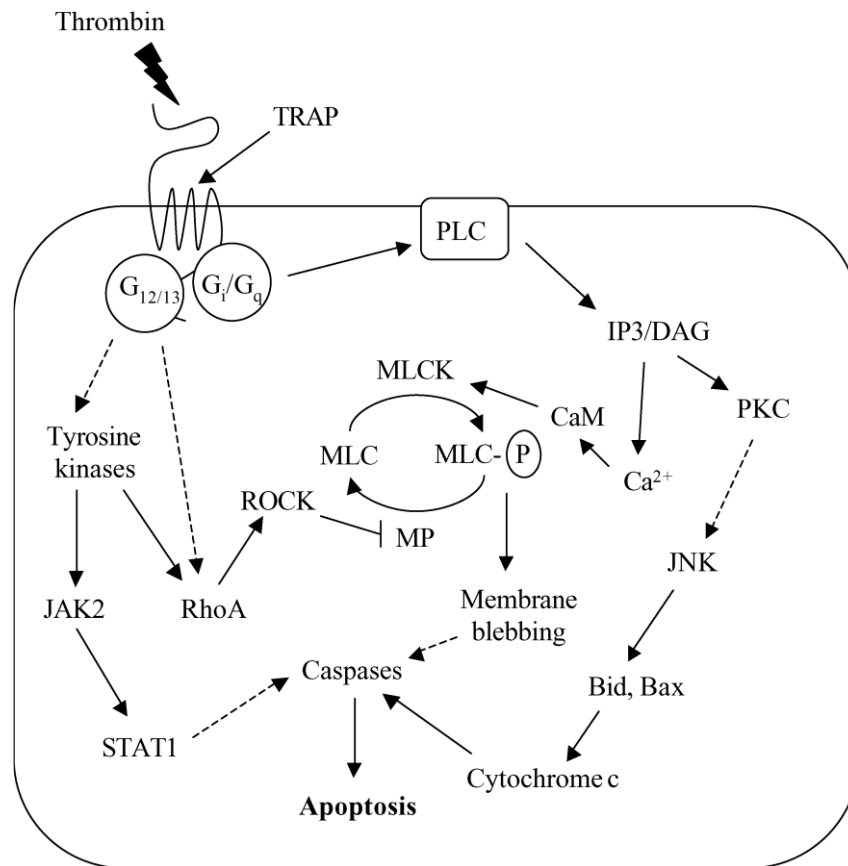 Thrombin
TRAP
PLC
G12/13
Gi/Gq
IP3/DAG
MLCK
PKC
CaM
Tyrosine
kinases
MLC
MLC- P
Ca²⁺
ROCK
MP
JNK
JAK2
RhoA
Membrane
blebbing
Caspases
Bid, Bax
STAT1
Cytochrome c
Apoptosis